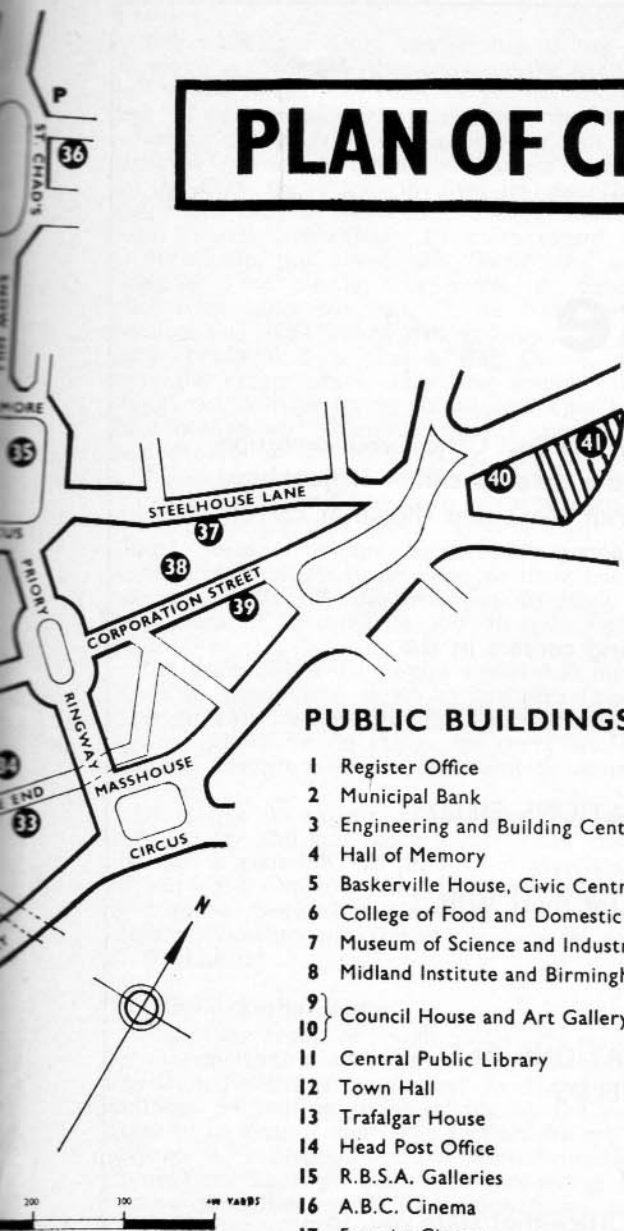 P
36
ST. CHAD'S
PLAN OF
SNOW HILL
MORE
35
CUS
STEELHOUSE LANE
37
38
40
41
PRIORY
CORPORATION STREET
39
RINGWAY
MASSHOUSE
CIRCUS
E END
33
N
PUBLIC BUILDINGS
1 Register Office
2 Municipal Bank
3 Engineering and Building Cent
4 Hall of Memory
5 Baskerville House, Civic Centr
6 College of Food and Domestic
7 Museum of Science and Industr
8 Midland Institute and Birmingh
9
10 } Council House and Art Gallery
11 Central Public Library
12 Town Hall
13 Trafalgar House
14 Head Post Office
15 R.B.S.A. Galleries
16 A.B.C. Cinema
200 300 400 YARDS